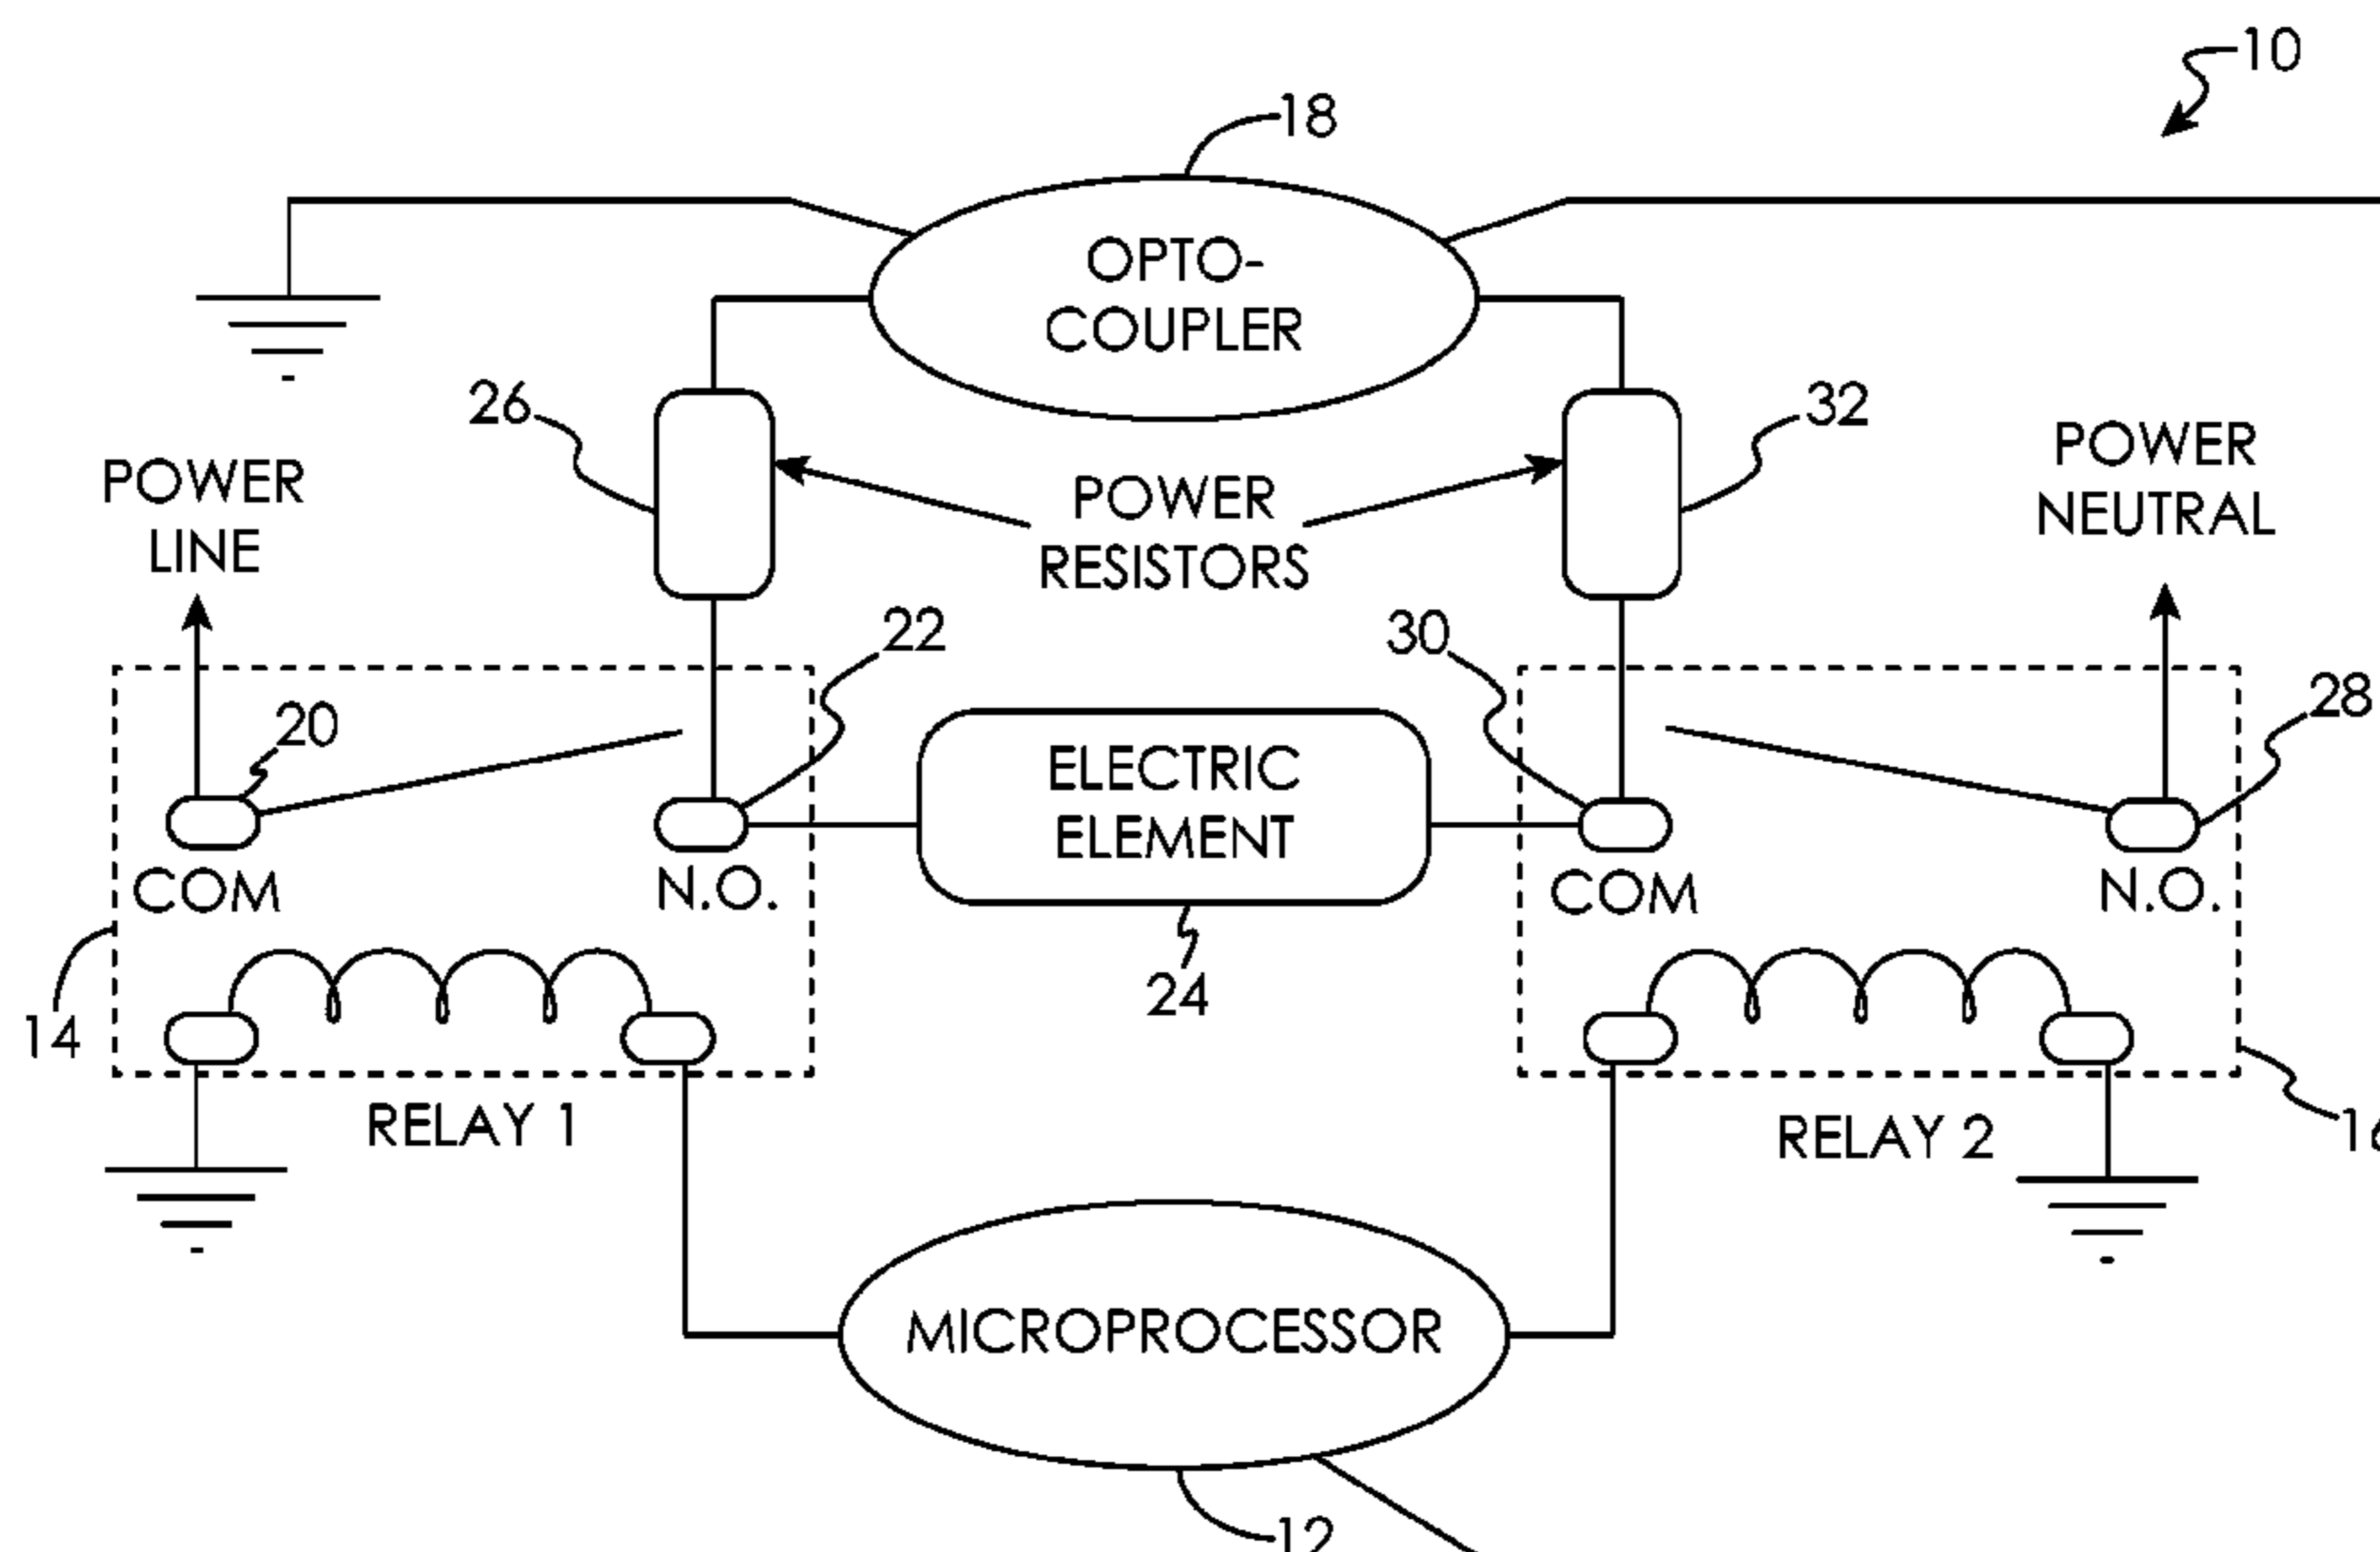 10
18
OPTO-
COUPLER
26
32
POWER
LINE
POWER
RESISTORS
POWER
NEUTRAL
22
30
20
28
ELECTRIC
ELEMENT
COM
N.O.
COM
N.O.
14
24
RELAY 1
RELAY 2
16
MICROPROCESSOR
12